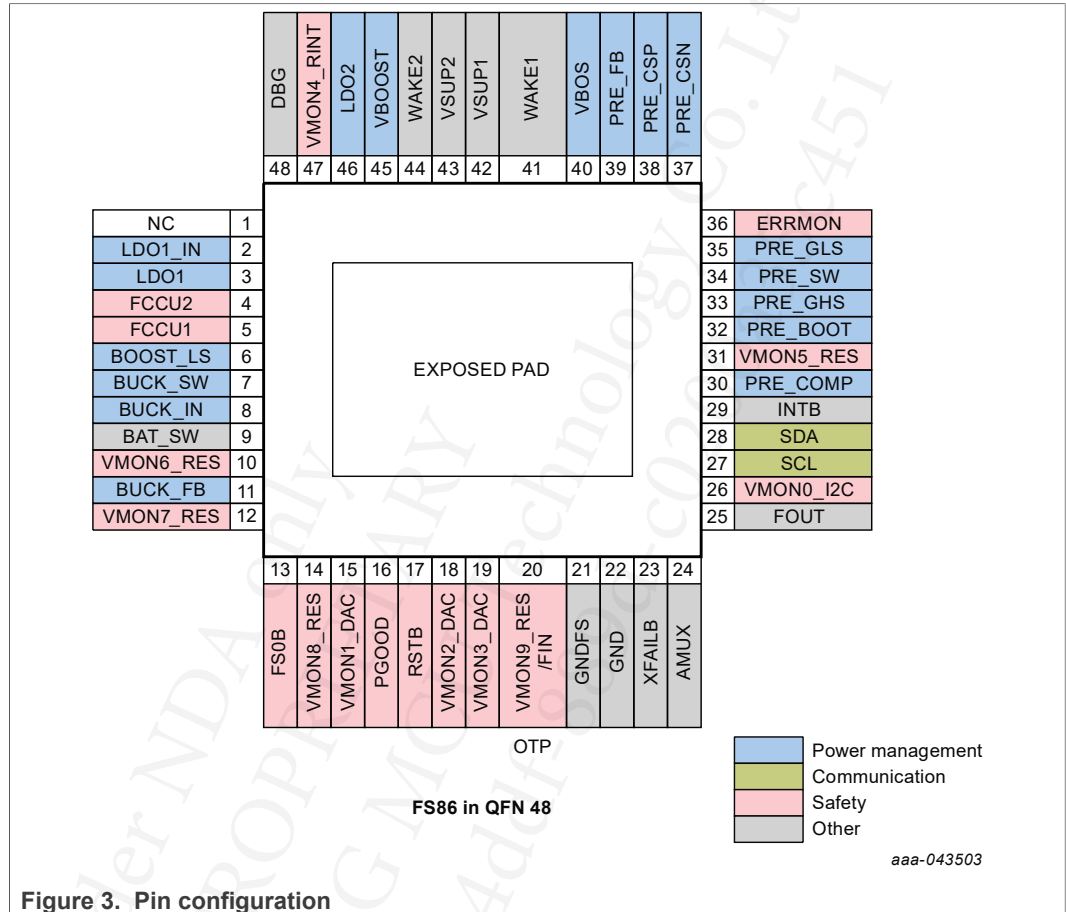 DBG
VMON4_RINT
LDO2
VBOOST
WAKE2
VSUP2
VSUP1
WAKE1
VBOS
PRE_FB
PRE_CSP
PRE_CSN
48 47 46 45 44 43 42 41 40 39 38 37
NC 1
LDO1_IN 2
LDO1 3
FCCU2 4
FCCU1 5
BOOST_LS 6
BUCK_SW 7
BUCK_IN 8
BAT_SW 9
VMON6_RES 10
BUCK_FB 11
VMON7_RES 12
EXPOSED PAD
36 ERRMON
35 PRE_GLS
34 PRE_SW
33 PRE_GHS
32 PRE_BOOT
31 VMON5_RES
30 PRE_COMP
29 INTB
28 SDA
27 SCL
26 VMON0_I2C
25 FOUT
13 14 15 16 17 18 19 20 21 22 23 24
FS0B
VMON8_RES
VMON1_DAC
PGOOD
RSTB
VMON2_DAC
VMON3_DAC
VMON9_RES
/FIN
GNDFS
GND
XFAILB
AMUX
OTP
FS86 in QFN 48
Power management
Communication
Safety
Other
aaa-043503
Figure 3. Pin configuration